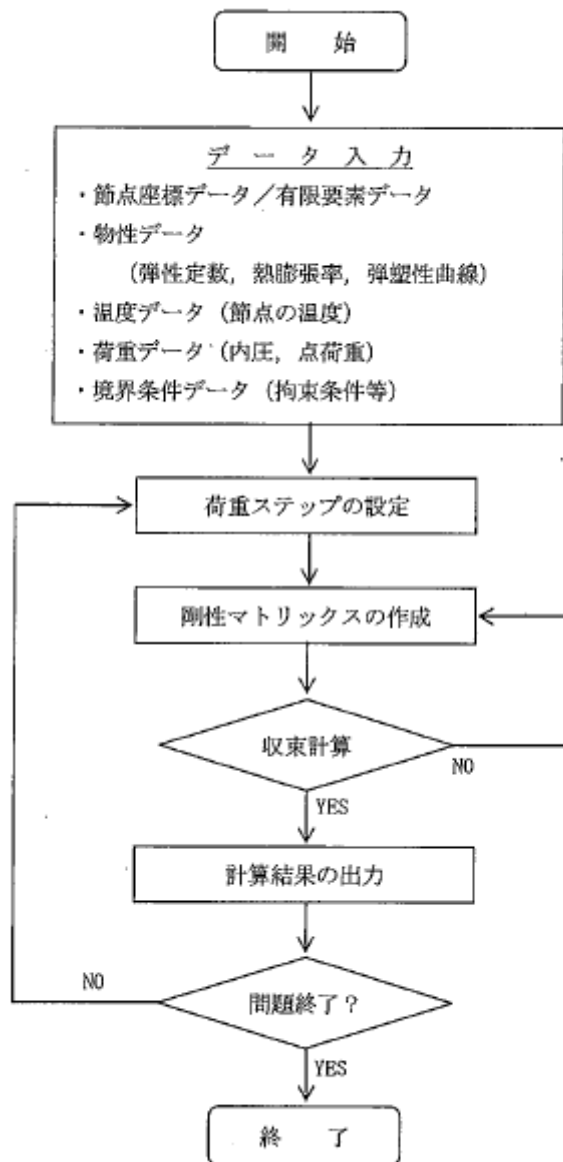 開 始
デ ー タ 入 力
・節点座標データ／有限要素データ
・物性データ
（弾性定数，熱膨張率，弾塑性曲線）
・温度データ（節点の温度）
・荷重データ（内圧，点荷重）
・境界条件データ（拘束条件等）
荷重ステップの設定
剛性マトリックスの作成
収束計算
NO
YES
計算結果の出力
NO
問題終了？
YES
終 了